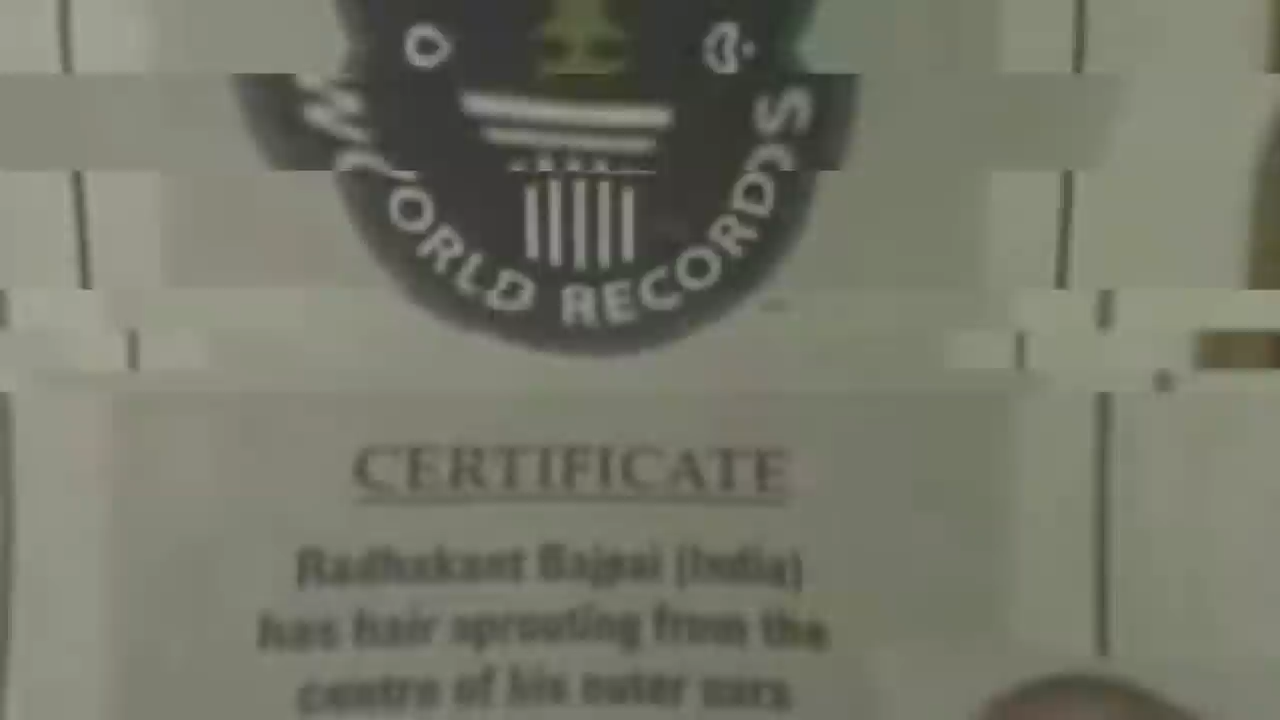 WORLD RECORDS
CERTIFICATE
Radhakant Bajpai (India)
has hair sprouting from the
centre of his outer ears